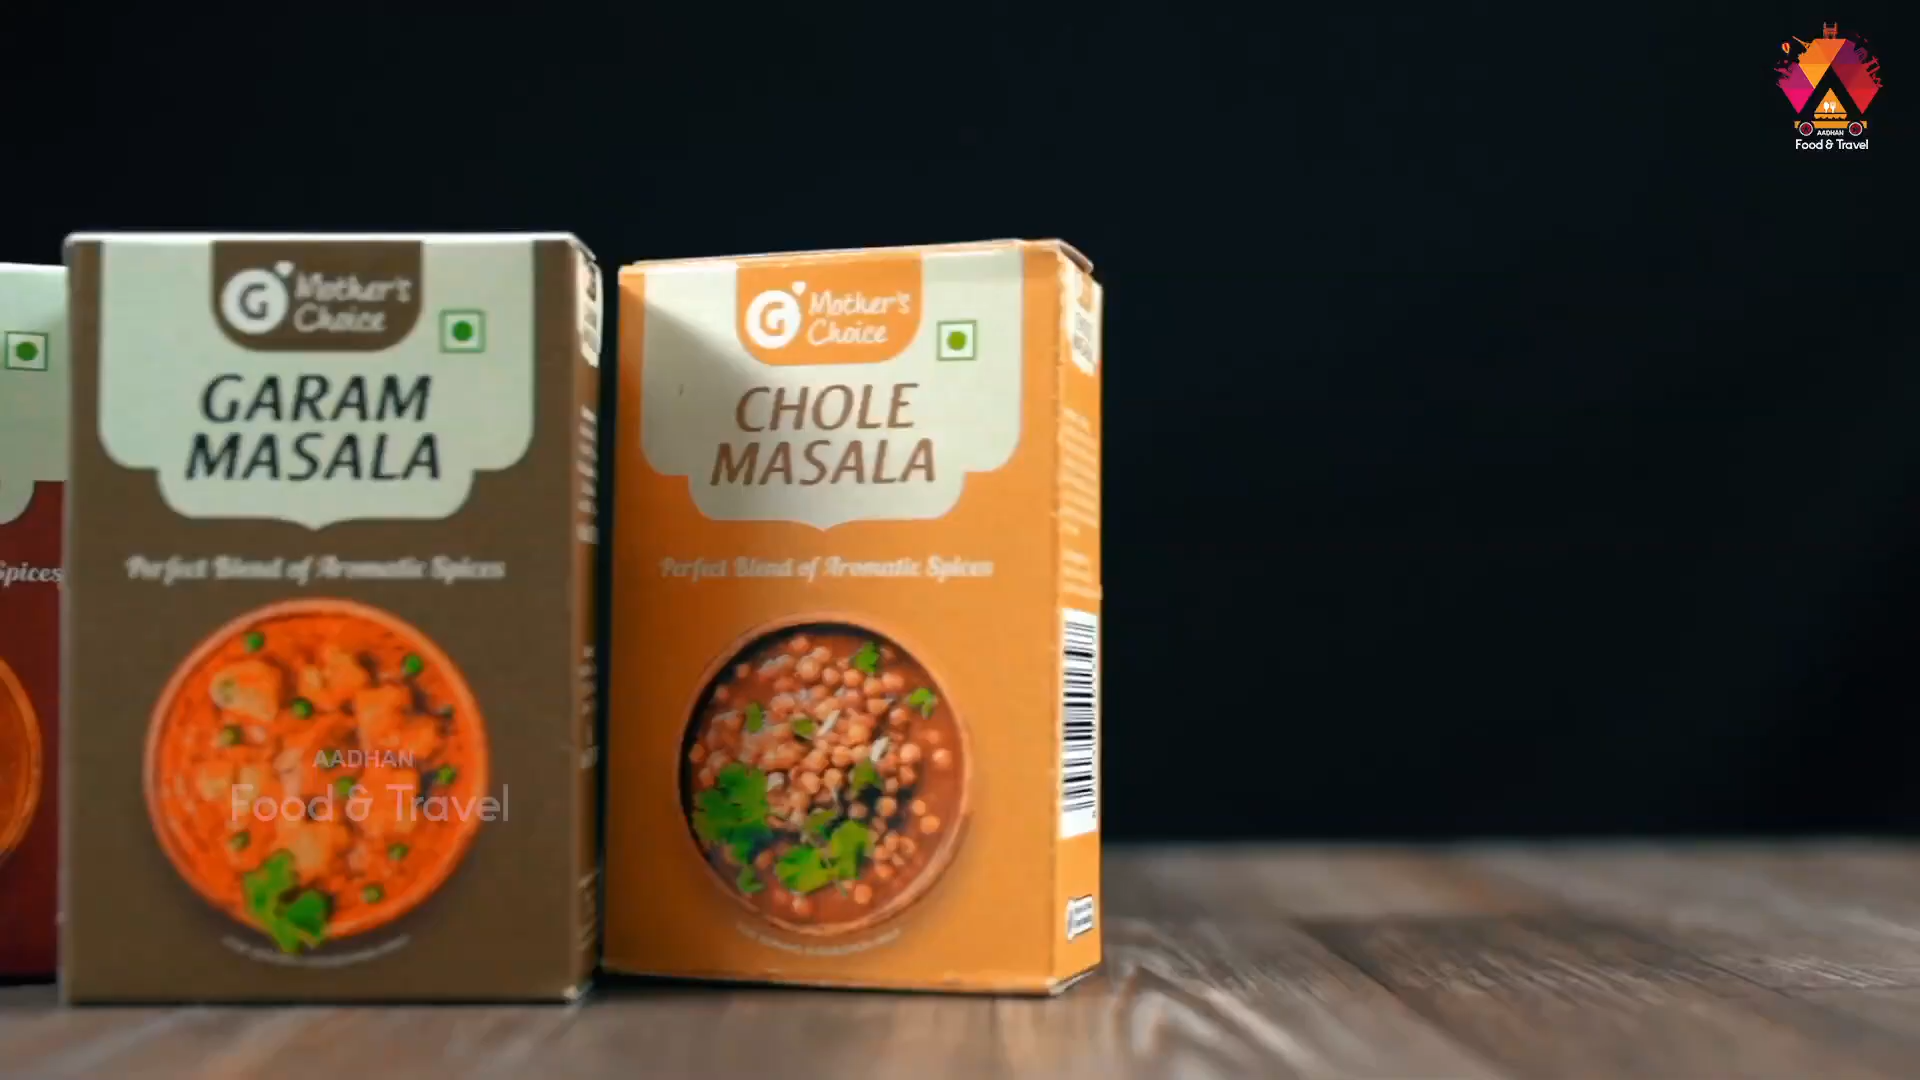 AADHAN
Food & Travel
G Mother's
Choice
GARAM
MASALA
Perfect Blend of Aromatic Spices
G Mother's
Choice
CHOLE
MASALA
Perfect Blend of Aromatic Spices
Spices
AADHAN
Food & Travel